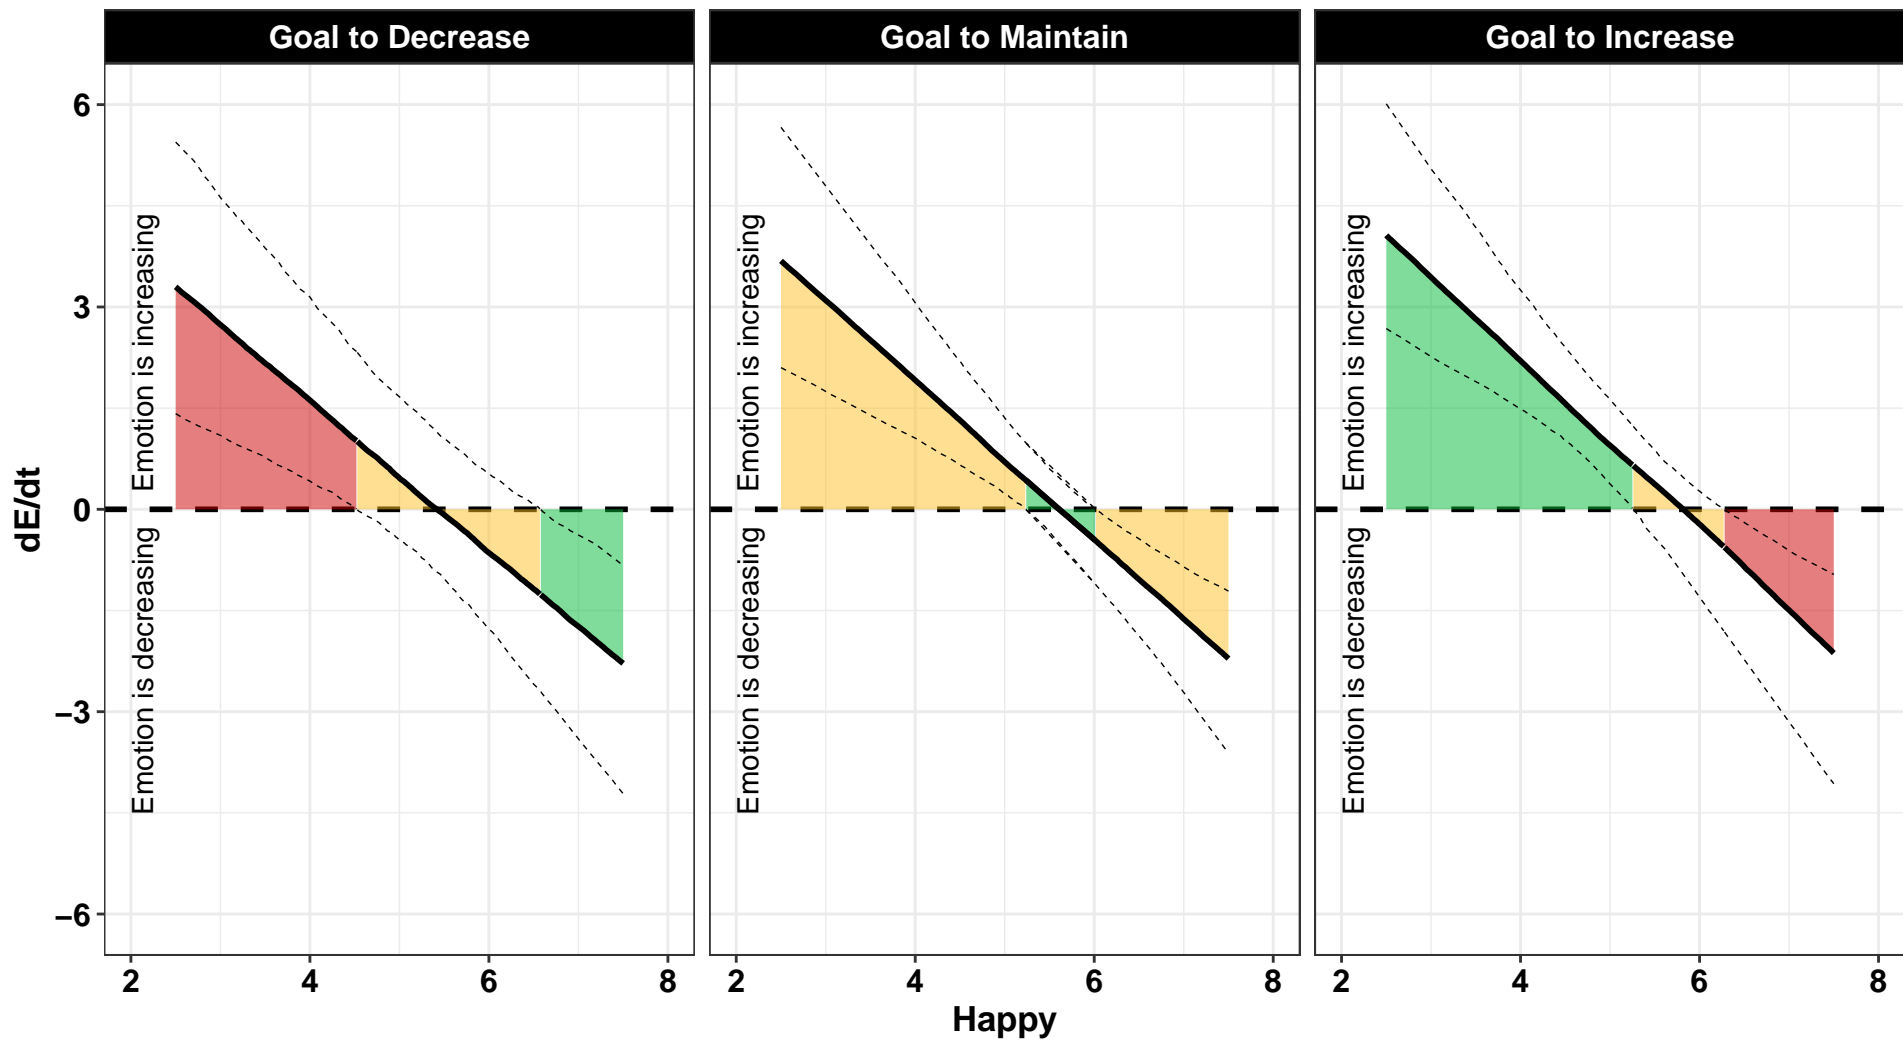 Goal to Decrease
Goal to Maintain
Goal to Increase
dE/dt
6
3
0
−3
−6
Emotion is increasing
Emotion is decreasing
Emotion is increasing
Emotion is decreasing
Emotion is increasing
Emotion is decreasing
2 4 6 8
2 4 6 8
2 4 6 8
Happy